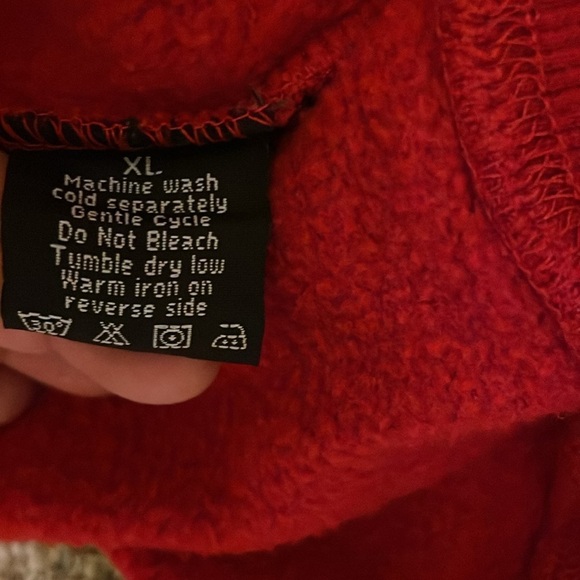 XL
Machine wash
cold separately
Gentle Cycle
Do Not Bleach
Tumble dry low
Warm iron on
reverse side
30°